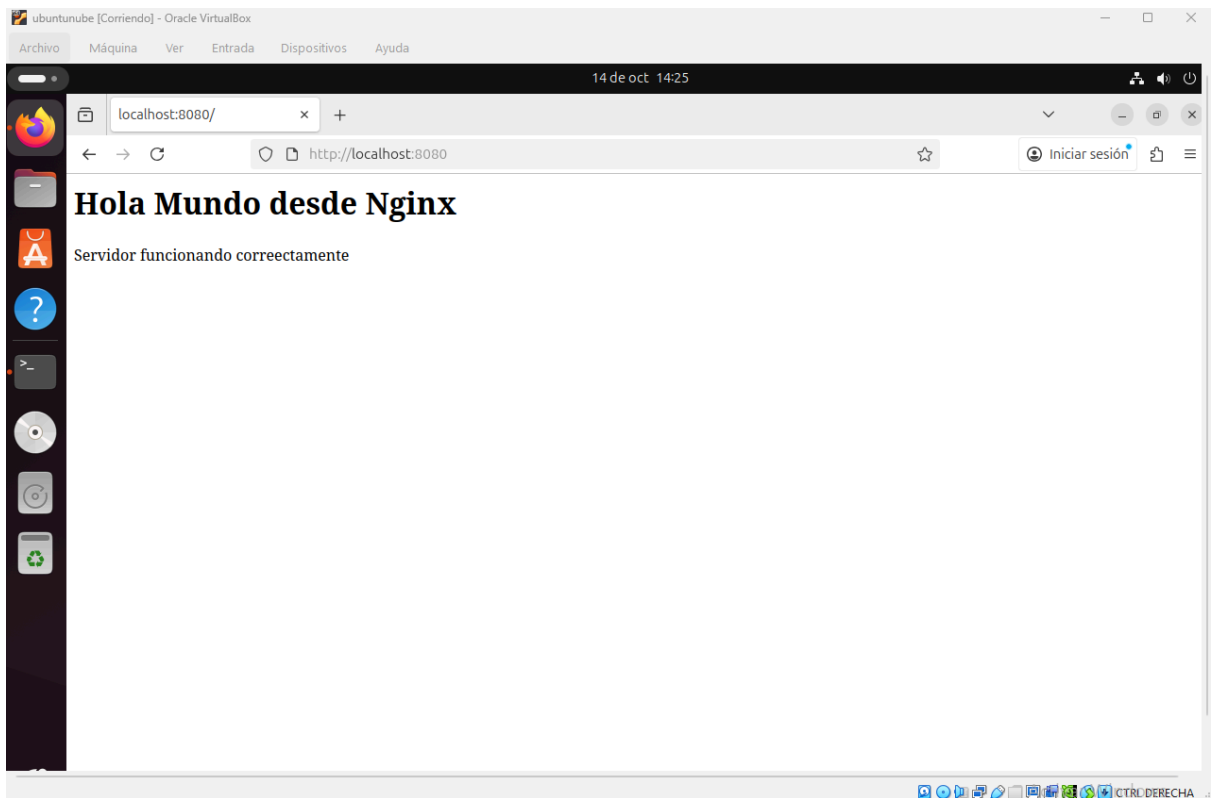 ubuntunube [Corriendo] - Oracle VirtualBox
Archivo Máquina Ver Entrada Dispositivos Ayuda
14 de oct 14:25
localhost:8080/
http://localhost:8080
Iniciar sesión
Hola Mundo desde Nginx
Servidor funcionando correectamente
CTRL DERECHA